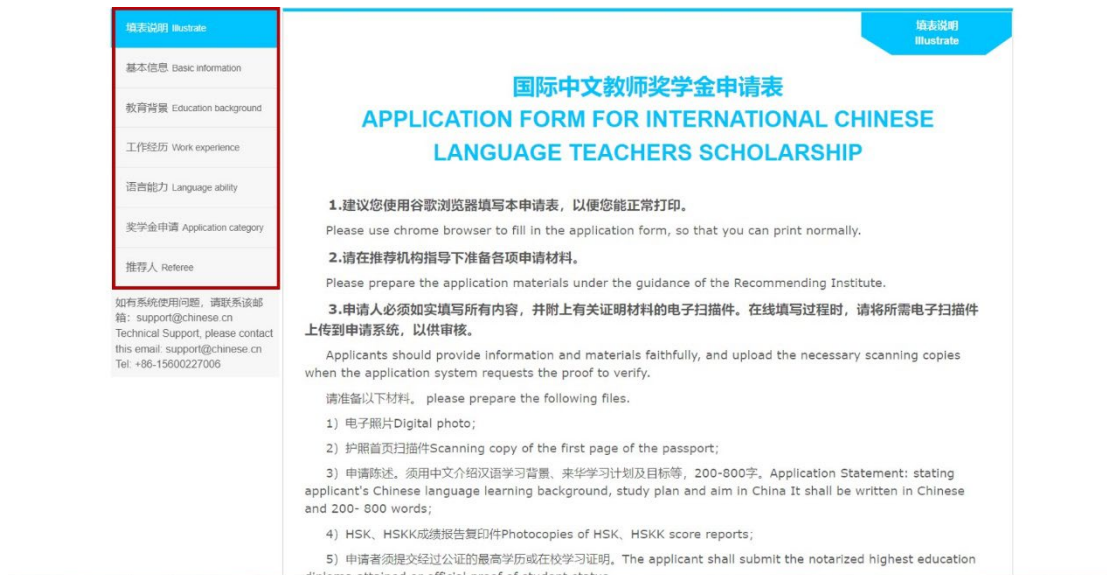 填表说明 Illustrate
基本信息 Basic information
教育背景 Education background
工作经历 Work experience
语言能力 Language ability
奖学金申请 Application category
推荐人 Referee
如有系统使用问题，请联系该邮
箱：support@chinese.cn
Technical Support, please contact
this email: support@chinese.cn
Tel: +86-15600227006
填表说明
Illustrate
国际中文教师奖学金申请表
APPLICATION FORM FOR INTERNATIONAL CHINESE
LANGUAGE TEACHERS SCHOLARSHIP
1.建议您使用谷歌浏览器填写本申请表，以便您能正常打印。
Please use chrome browser to fill in the application form, so that you can print normally.
2.请在推荐机构指导下准备各项申请材料。
Please prepare the application materials under the guidance of the Recommending Institute.
3.申请人必须如实填写所有内容，并附上有关证明材料的电子扫描件。在线填写过程时，请将所需电子扫描件
上传到申请系统，以供审核。
Applicants should provide information and materials faithfully, and upload the necessary scanning copies
when the application system requests the proof to verify.
请准备以下材料。 please prepare the following files.
1) 电子照片Digital photo;
2) 护照首页扫描件Scanning copy of the first page of the passport;
3) 申请陈述。须用中文介绍汉语学习背景、来华学习计划及目标等，200-800字。Application Statement: stating
applicant's Chinese language learning background, study plan and aim in China It shall be written in Chinese
and 200- 800 words;
4) HSK、HSKK成绩报告复印件Photocopies of HSK、HSKK score reports;
5) 申请者须提交经过公证的最高学历或在校学习证明。The applicant shall submit the notarized highest education
diploma attained or official proof of student status